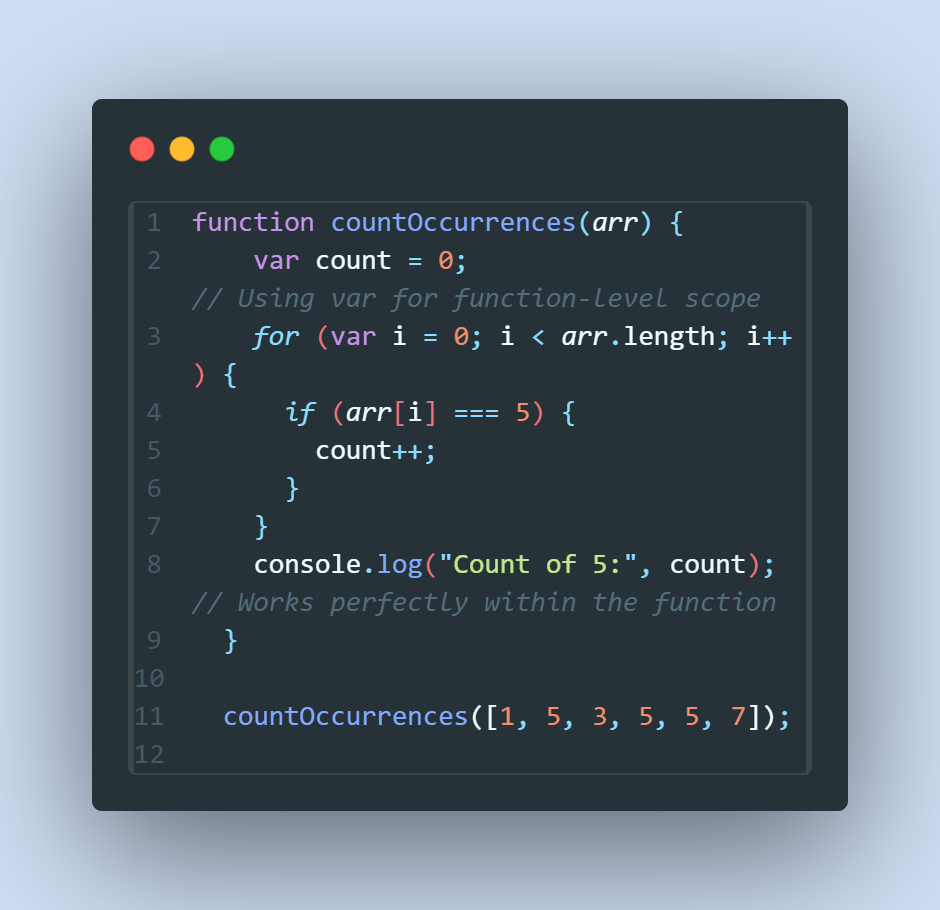 1 function countOccurrences(arr) {
2     var count = 0;
// Using var for function-level scope
3     for (var i = 0; i < arr.length; i++
) {
4       if (arr[i] === 5) {
5         count++;
6       }
7     }
8     console.log("Count of 5:", count);
// Works perfectly within the function
9   }
10
11   countOccurrences([1, 5, 3, 5, 5, 7]);
12